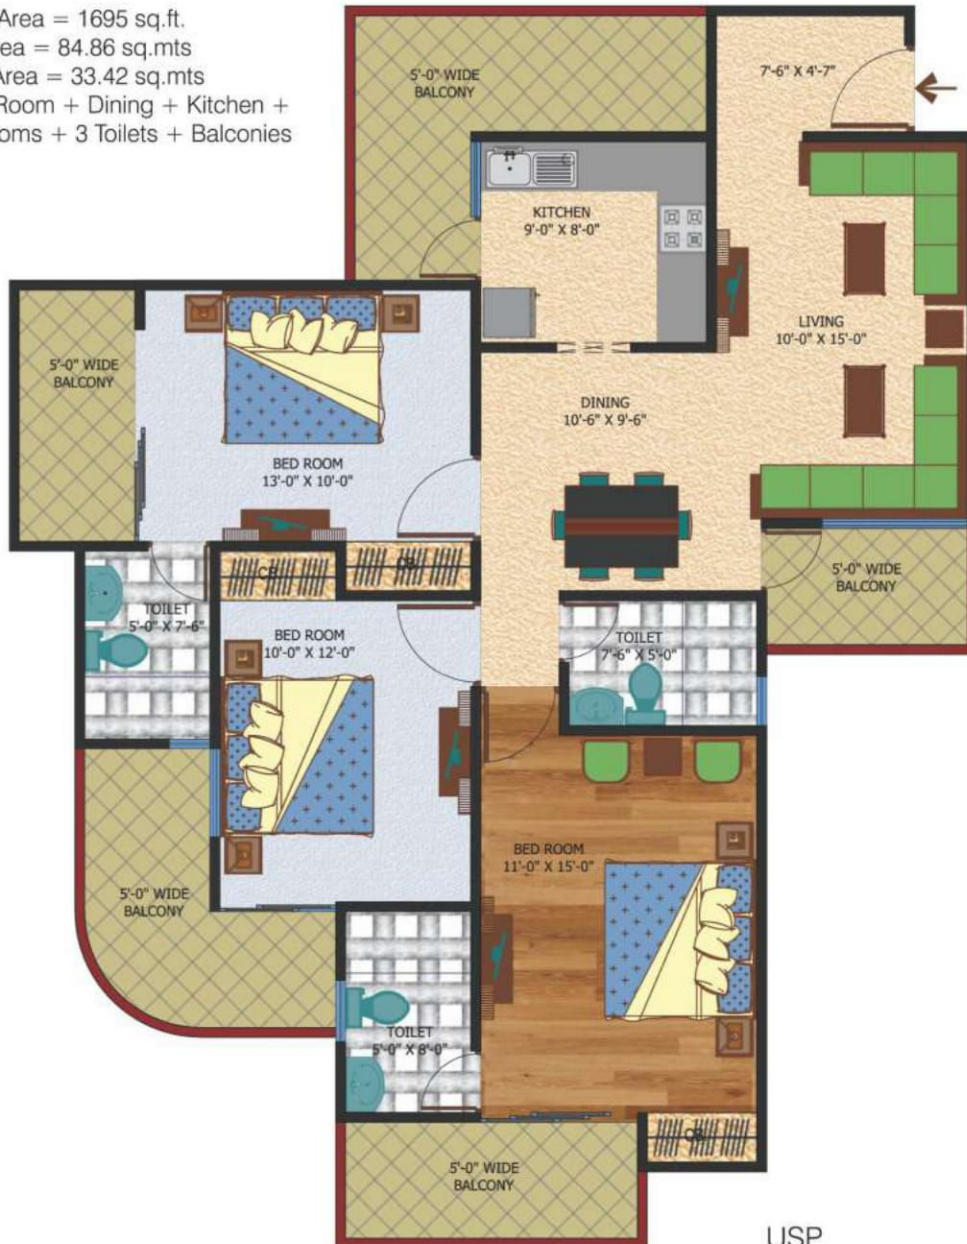 Area = 1695 sq.ft.
ea = 84.86 sq.mts
Area = 33.42 sq.mts
Room + Dining + Kitchen +
oms + 3 Toilets + Balconies
5'-0" WIDE
BALCONY
7'-6" X 4'-7"
KITCHEN
9'-0" X 8'-0"
LIVING
10'-0" X 15'-0"
5'-0" WIDE
BALCONY
DINING
10'-6" X 9'-6"
BED ROOM
13'-0" X 10'-0"
CB
CB
5'-0" WIDE
BALCONY
TOILET
5'-0" X 7'-6"
BED ROOM
10'-0" X 12'-0"
TOILET
7'-6" X 5'-0"
BED ROOM
11'-0" X 15'-0"
5'-0" WIDE
BALCONY
TOILET
5'-0" X 8'-0"
CB
5'-0" WIDE
BALCONY
USP